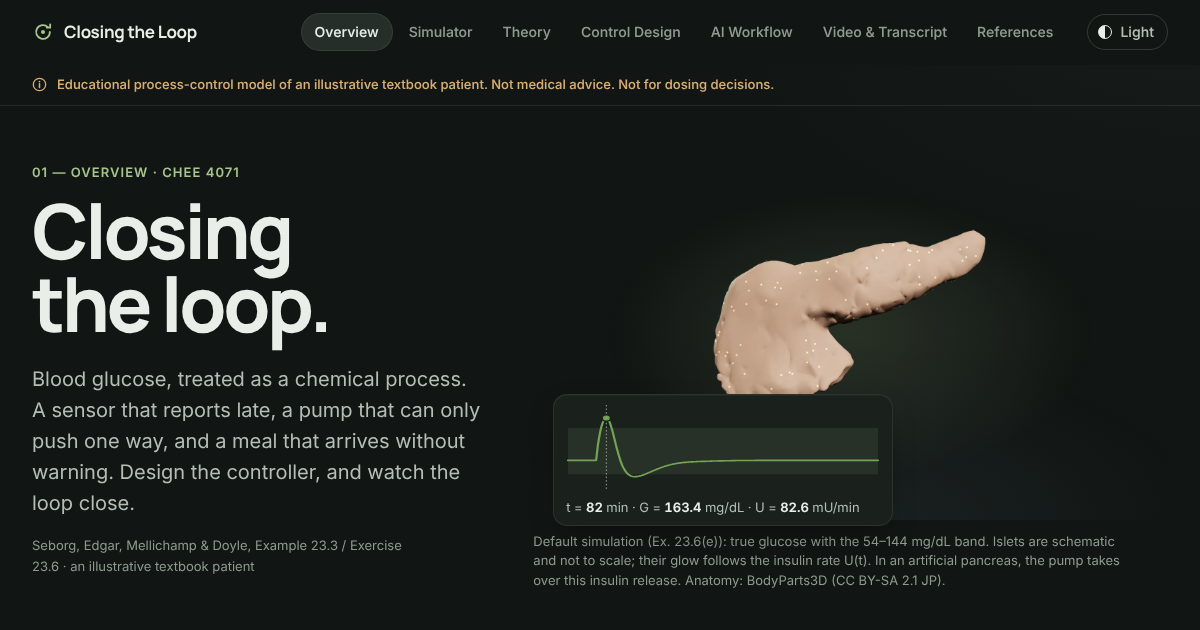 Closing the Loop
Overview
Simulator
Theory
Control Design
AI Workflow
Video & Transcript
References
Light
Educational process-control model of an illustrative textbook patient. Not medical advice. Not for dosing decisions.
01 — OVERVIEW · CHEE 4071
Closing
the loop.
Blood glucose, treated as a chemical process.
A sensor that reports late, a pump that can only
push one way, and a meal that arrives without
warning. Design the controller, and watch the
loop close.
Seborg, Edgar, Mellichamp & Doyle, Example 23.3 / Exercise
23.6 · an illustrative textbook patient
t = 82 min · G = 163.4 mg/dL · U = 82.6 mU/min
Default simulation (Ex. 23.6(e)): true glucose with the 54–144 mg/dL band. Islets are schematic
and not to scale; their glow follows the insulin rate U(t). In an artificial pancreas, the pump takes
over this insulin release. Anatomy: BodyParts3D (CC BY-SA 2.1 JP).